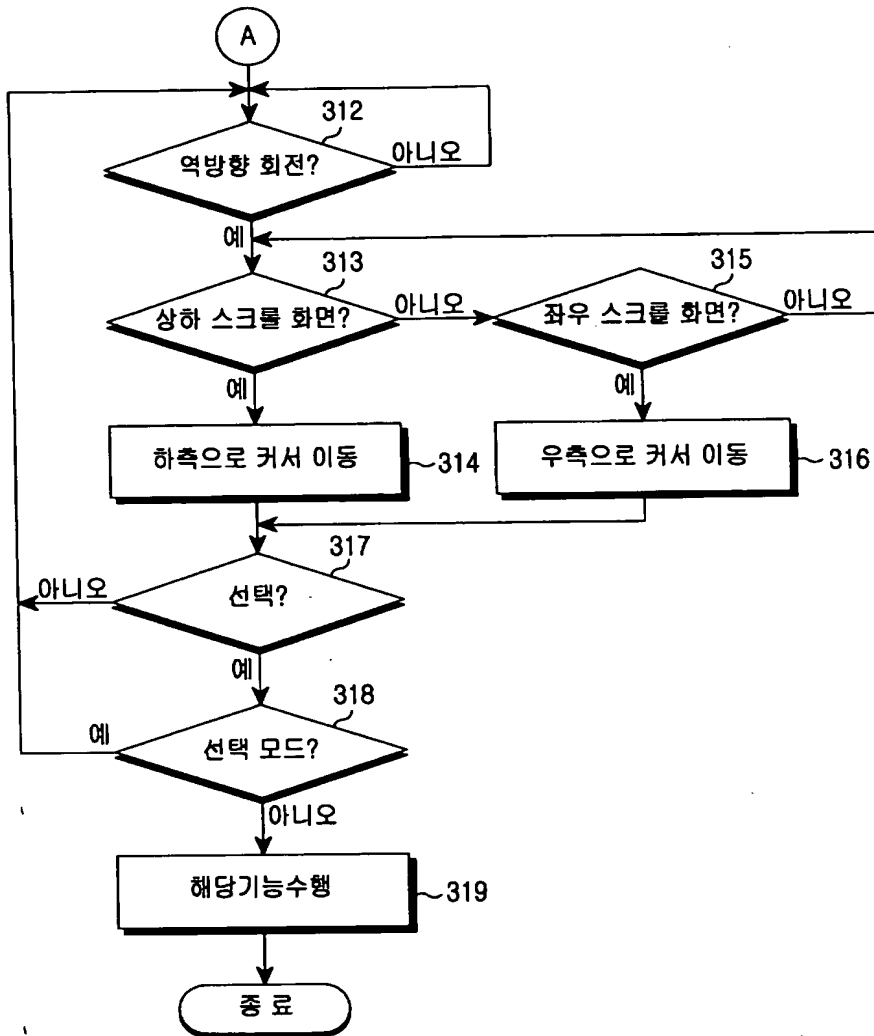 A
312
역방향 회전?
아니오
예
313
상하 스크롤 화면?
아니오
315
좌우 스크롤 화면?
아니오
예
예
하측으로 커서 이동
314
우측으로 커서 이동
316
317
선택?
아니오
예
318
선택 모드?
예
아니오
해당기능수행
319
종 료